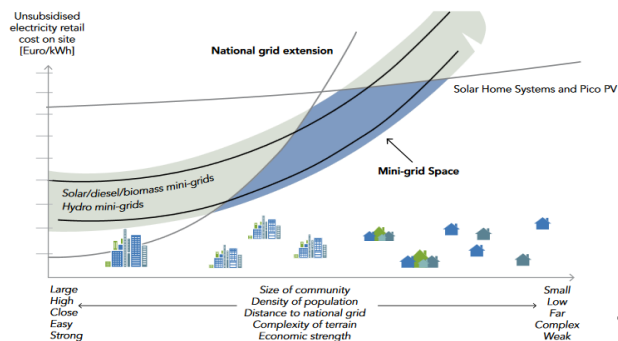 Unsubsidised
electricity retail
cost on site
[Euro/kWh]
National grid extension
Solar Home Systems and Pico PV
Mini-grid Space
Solar/diesel/biomass mini-grids
Hydro mini-grids
Large
High
Close
Easy
Strong
Size of community
Density of population
Distance to national grid
Complexity of terrain
Economic strength
Small
Low
Far
Complex
Weak